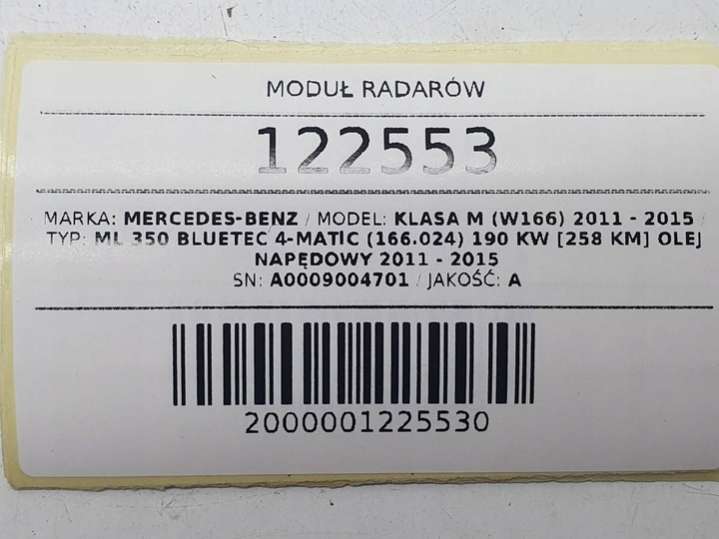 MODUŁ RADARÓW
122553
MARKA: MERCEDES-BENZ / MODEL: KLASA M (W166) 2011 - 2015 /
TYP: ML 350 BLUETEC 4-MATIC (166.024) 190 KW [258 KM] OLEJ
NAPĘDOWY 2011 - 2015
SN: A0009004701 / JAKOŚĆ: A
2000001225530